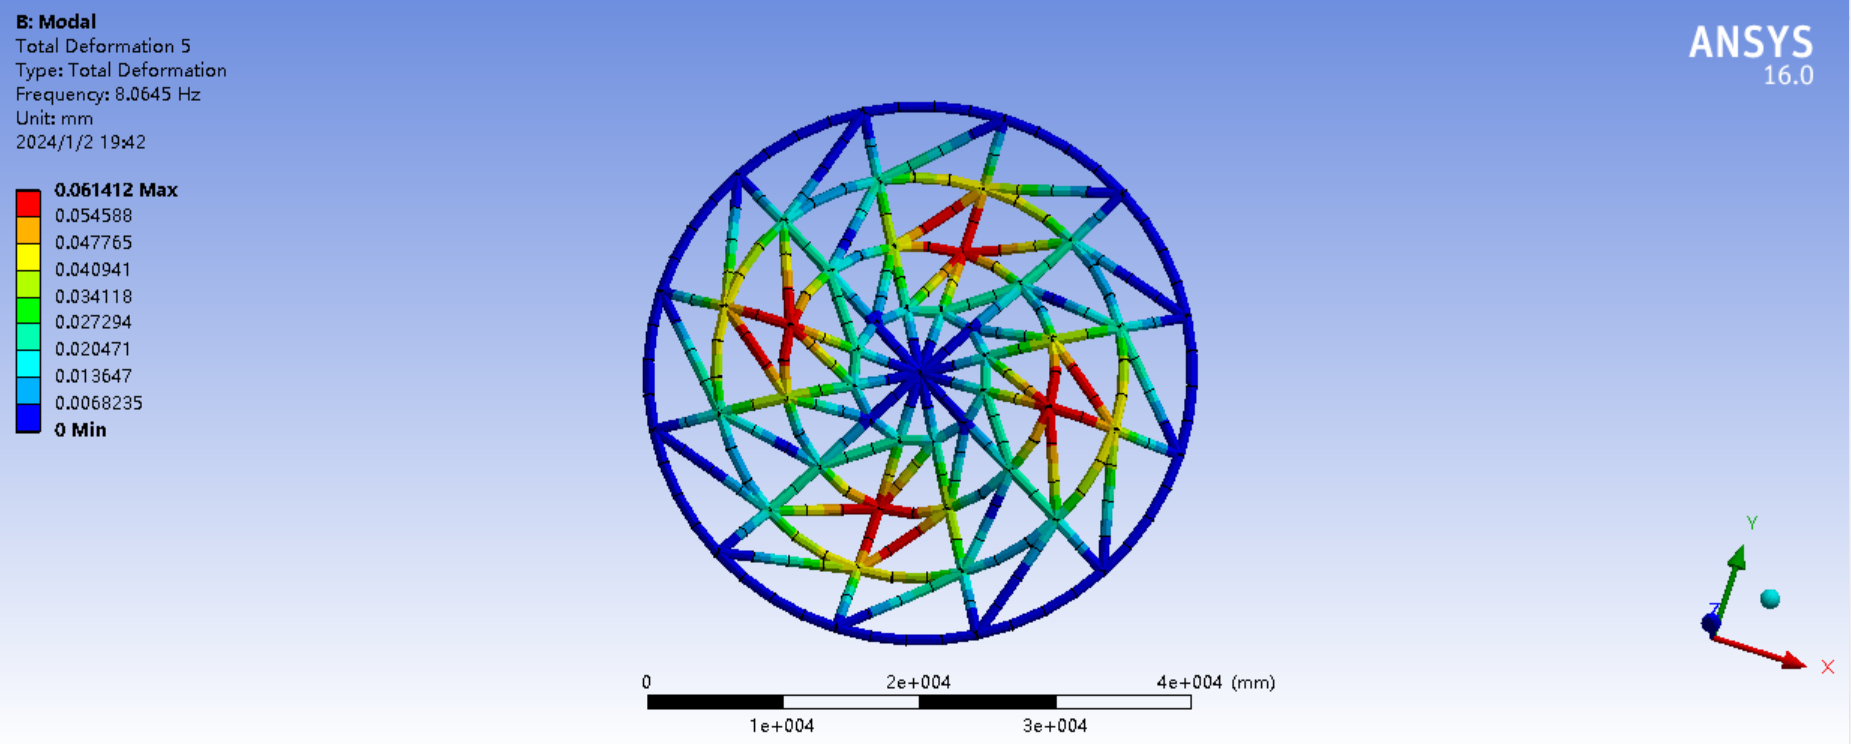 B: Modal
Total Deformation 5
Type: Total Deformation
Frequency: 8.0645 Hz
Unit: mm
2024/1/2 19:42
0.061412 Max
0.054588
0.047765
0.040941
0.034118
0.027294
0.020471
0.013647
0.0068235
0 Min
ANSYS
16.0
0
2e+004
4e+004 (mm)
1e+004
3e+004
Y
Z
X